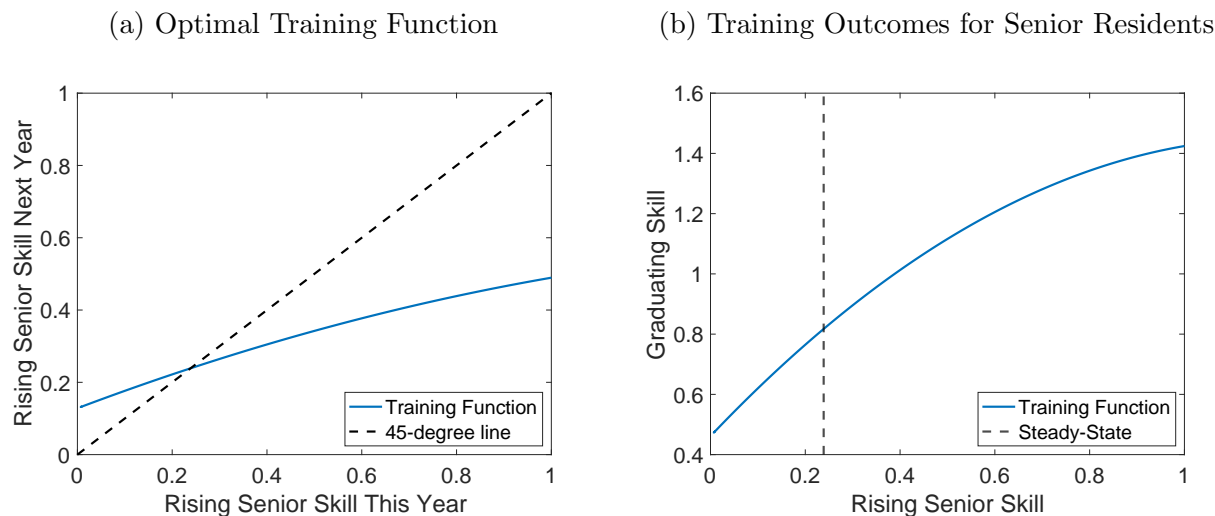 (a) Optimal Training Function
(b) Training Outcomes for Senior Residents
Rising Senior Skill Next Year
1
0.8
0.6
0.4
0.2
0
0
0.2
0.4
0.6
0.8
1
Training Function
45-degree line
Rising Senior Skill This Year
Graduating Skill
1.6
1.4
1.2
1
0.8
0.6
0.4
0
0.2
0.4
0.6
0.8
1
Training Function
Steady-State
Rising Senior Skill